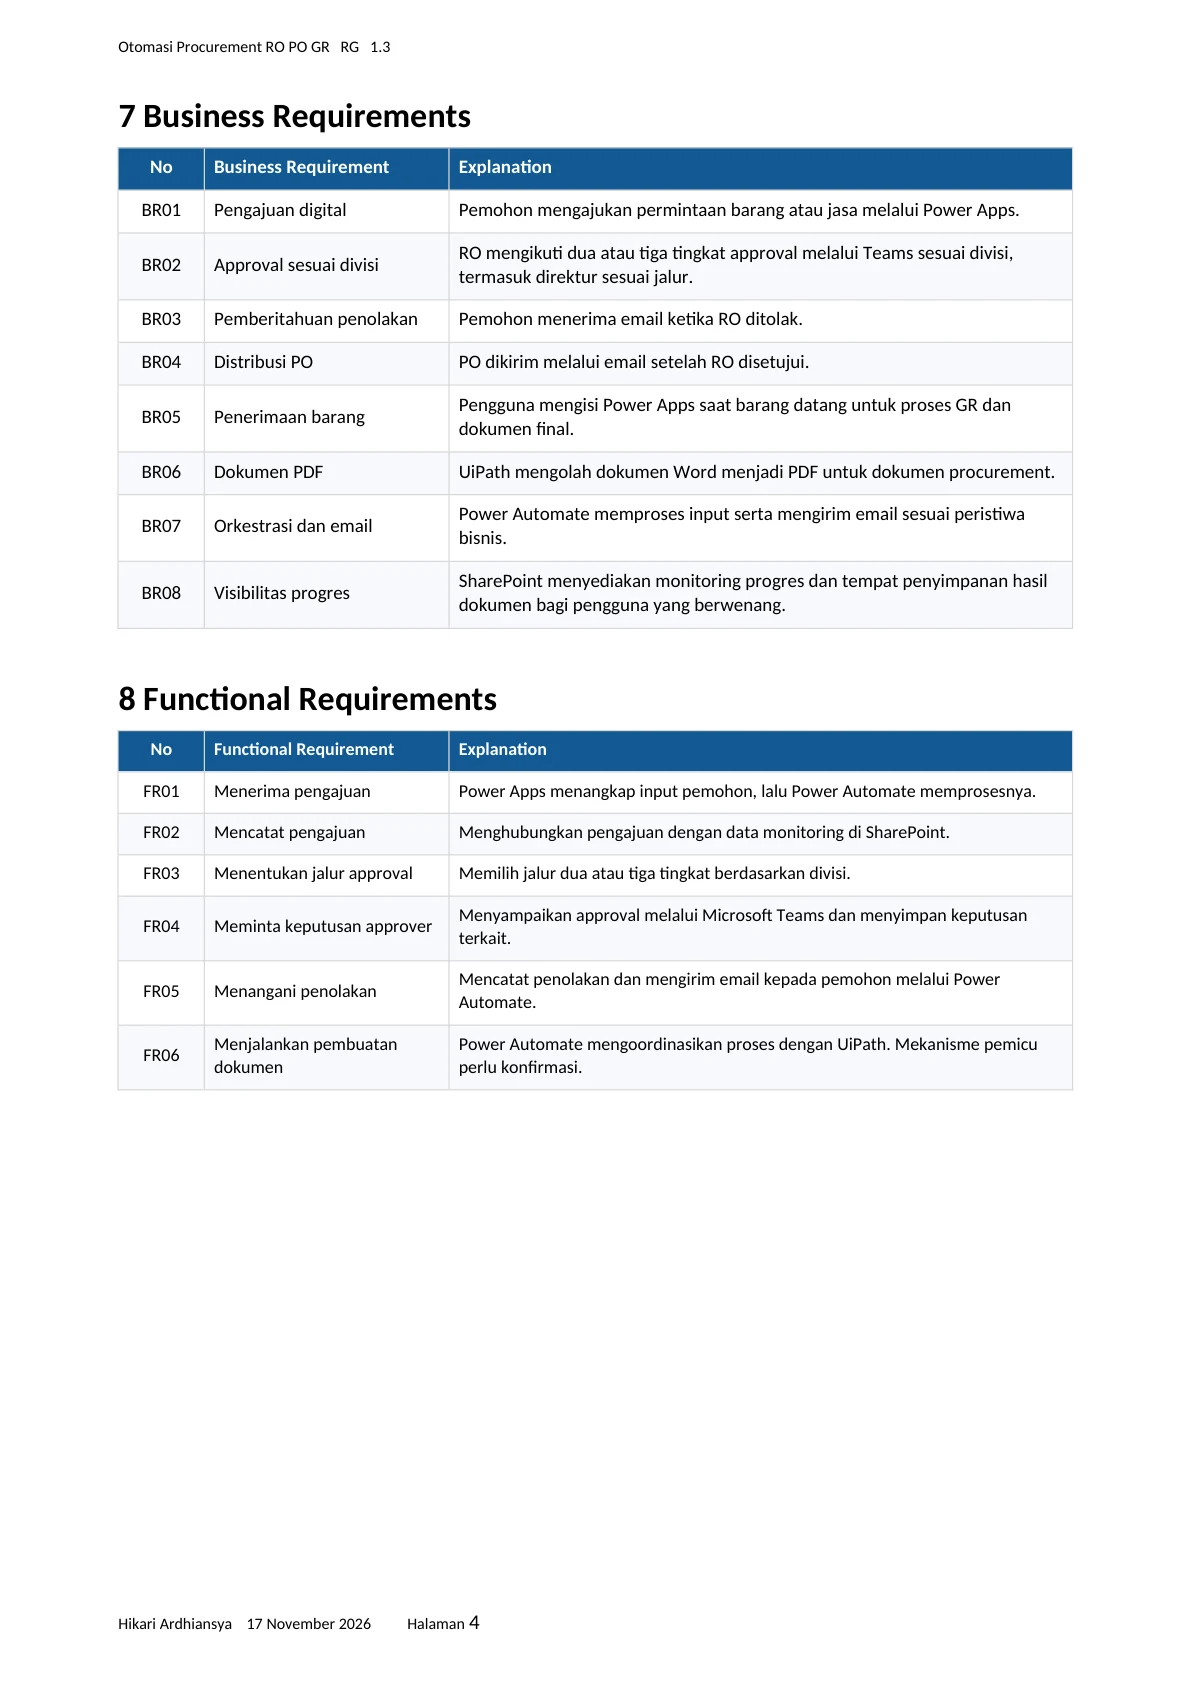 Otomasi Procurement RO PO GR RG 1.3
7 Business Requirements
No Business Requirement Explanation
BR01 Pengajuan digital Pemohon mengajukan permintaan barang atau jasa melalui Power Apps.
BR02 Approval sesuai divisi RO mengikuti dua atau tiga tingkat approval melalui Teams sesuai divisi,
termasuk direktur sesuai jalur.
BR03 Pemberitahuan penolakan Pemohon menerima email ketika RO ditolak.
BR04 Distribusi PO PO dikirim melalui email setelah RO disetujui.
BR05 Penerimaan barang Pengguna mengisi Power Apps saat barang datang untuk proses GR dan
dokumen final.
BR06 Dokumen PDF UiPath mengolah dokumen Word menjadi PDF untuk dokumen procurement.
BR07 Orkestrasi dan email Power Automate memproses input serta mengirim email sesuai peristiwa
bisnis.
BR08 Visibilitas progres SharePoint menyediakan monitoring progres dan tempat penyimpanan hasil
dokumen bagi pengguna yang berwenang.
8 Functional Requirements
No Functional Requirement Explanation
FR01 Menerima pengajuan Power Apps menangkap input pemohon, lalu Power Automate memprosesnya.
FR02 Mencatat pengajuan Menghubungkan pengajuan dengan data monitoring di SharePoint.
FR03 Menentukan jalur approval Memilih jalur dua atau tiga tingkat berdasarkan divisi.
FR04 Meminta keputusan approver Menyampaikan approval melalui Microsoft Teams dan menyimpan keputusan
terkait.
FR05 Menangani penolakan Mencatat penolakan dan mengirim email kepada pemohon melalui Power
Automate.
FR06 Menjalankan pembuatan dokumen Power Automate mengoordinasikan proses dengan UiPath. Mekanisme pemicu
perlu konfirmasi.
Hikari Ardhiansya 17 November 2026 Halaman 4